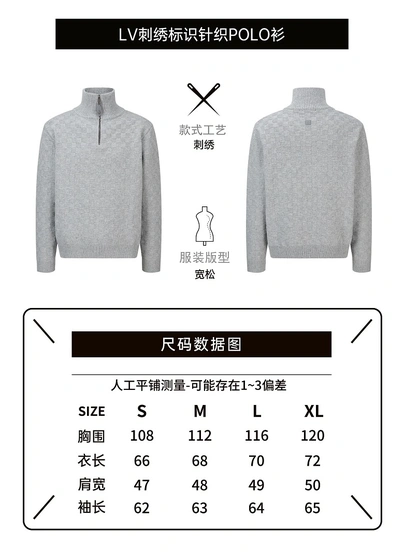 LV刺绣标识针织POLO衫
款式工艺
刺绣
服装版型
宽松
尺码数据图
人工平铺测量-可能存在1~3偏差
SIZE S M L XL
胸围 108 112 116 120
衣长 66 68 70 72
肩宽 47 48 49 50
袖长 62 63 64 65